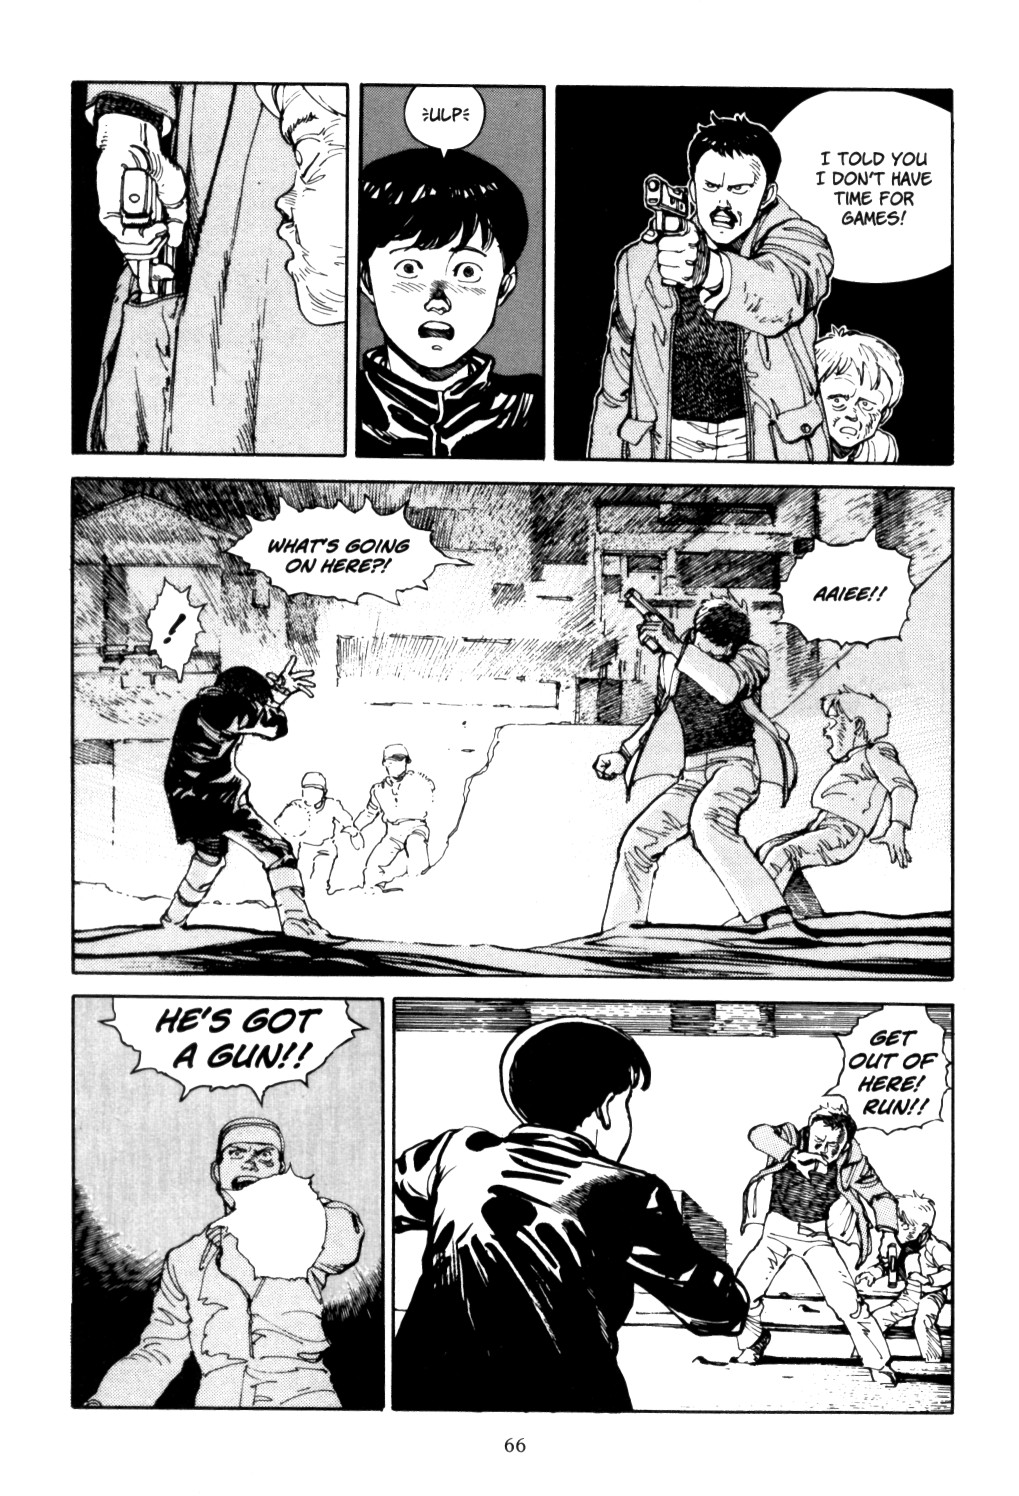 ULP
I TOLD YOU
I DON'T HAVE
TIME FOR
GAMES!
WHAT'S GOING
ON HERE?!
!
AAIEE!!
HE'S GOT
A GUN!!
GET
OUT OF
HERE!
RUN!!
66